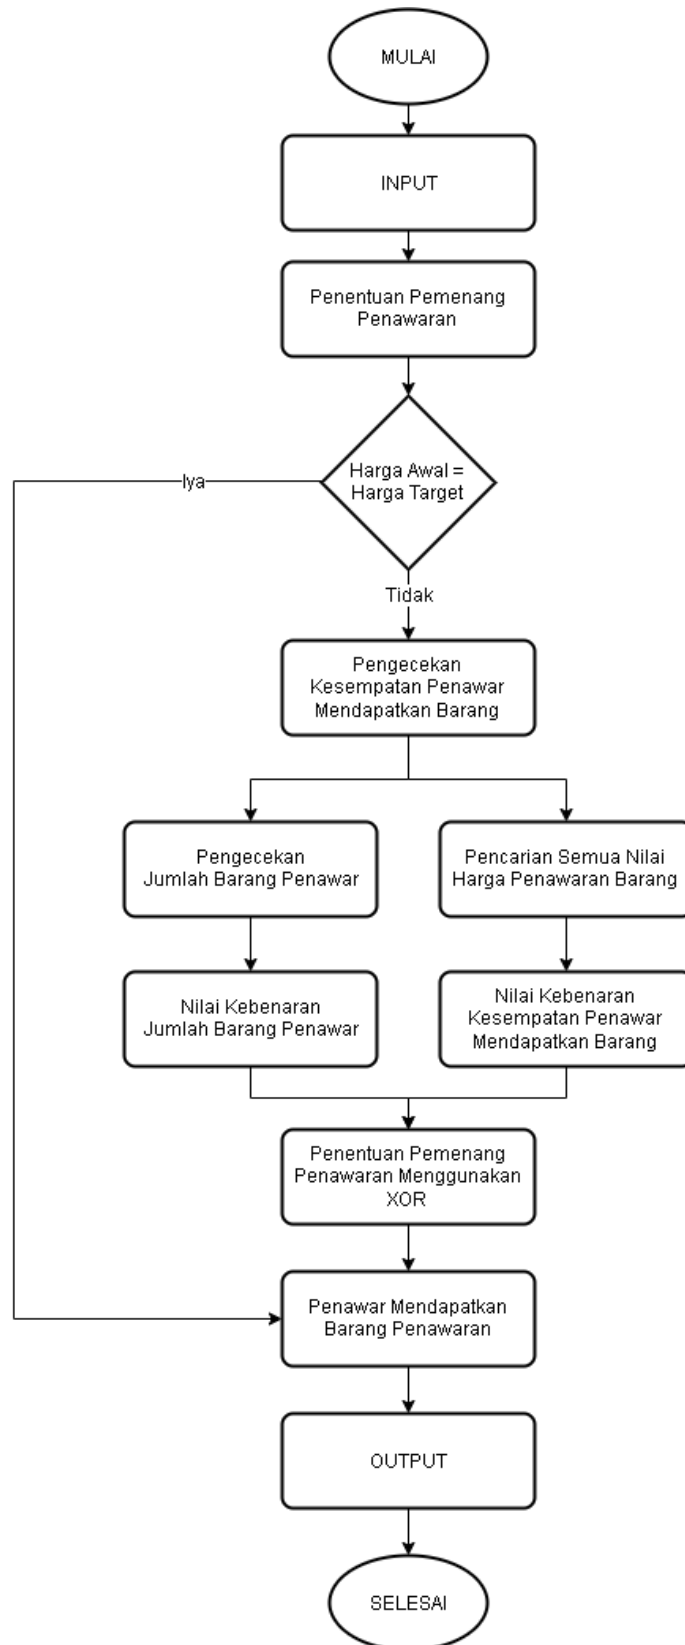 MULAI
INPUT
Penentuan Pemenang
Penawaran
Harga Awal =
Harga Target
Iya
Tidak
Pengecekan
Kesempatan Penawar
Mendapatkan Barang
Pengecekan
Jumlah Barang Penawar
Pencarian Semua Nilai
Harga Penawaran Barang
Nilai Kebenaran
Jumlah Barang Penawar
Nilai Kebenaran
Kesempatan Penawar
Mendapatkan Barang
Penentuan Pemenang
Penawaran Menggunakan
XOR
Penawar Mendapatkan
Barang Penawaran
OUTPUT
SELESAI